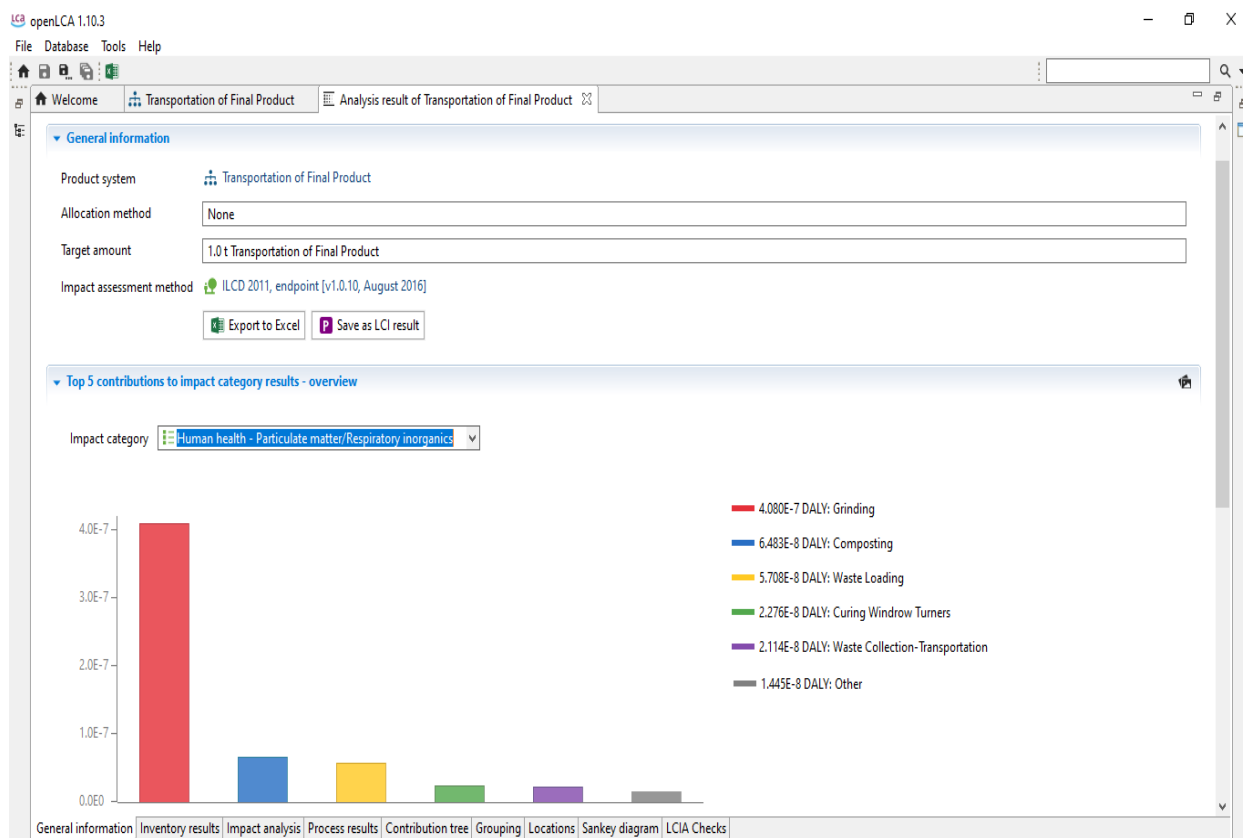 LCA openLCA 1.10.3
File Database Tools Help
Welcome Transportation of Final Product Analysis result of Transportation of Final Product
General information
Product system Transportation of Final Product
Allocation method None
Target amount 1.0 t Transportation of Final Product
Impact assessment method ILCD 2011, endpoint [v1.0.10, August 2016]
Export to Excel P Save as LCI result
Top 5 contributions to impact category results - overview
Impact category Human health - Particulate matter/Respiratory inorganics
4.0E-7
3.0E-7
2.0E-7
1.0E-7
0.0E0
4.080E-7 DALY: Grinding
6.483E-8 DALY: Composting
5.708E-8 DALY: Waste Loading
2.276E-8 DALY: Curing Windrow Turners
2.114E-8 DALY: Waste Collection-Transportation
1.445E-8 DALY: Other
General information Inventory results Impact analysis Process results Contribution tree Grouping Locations Sankey diagram LCIA Checks